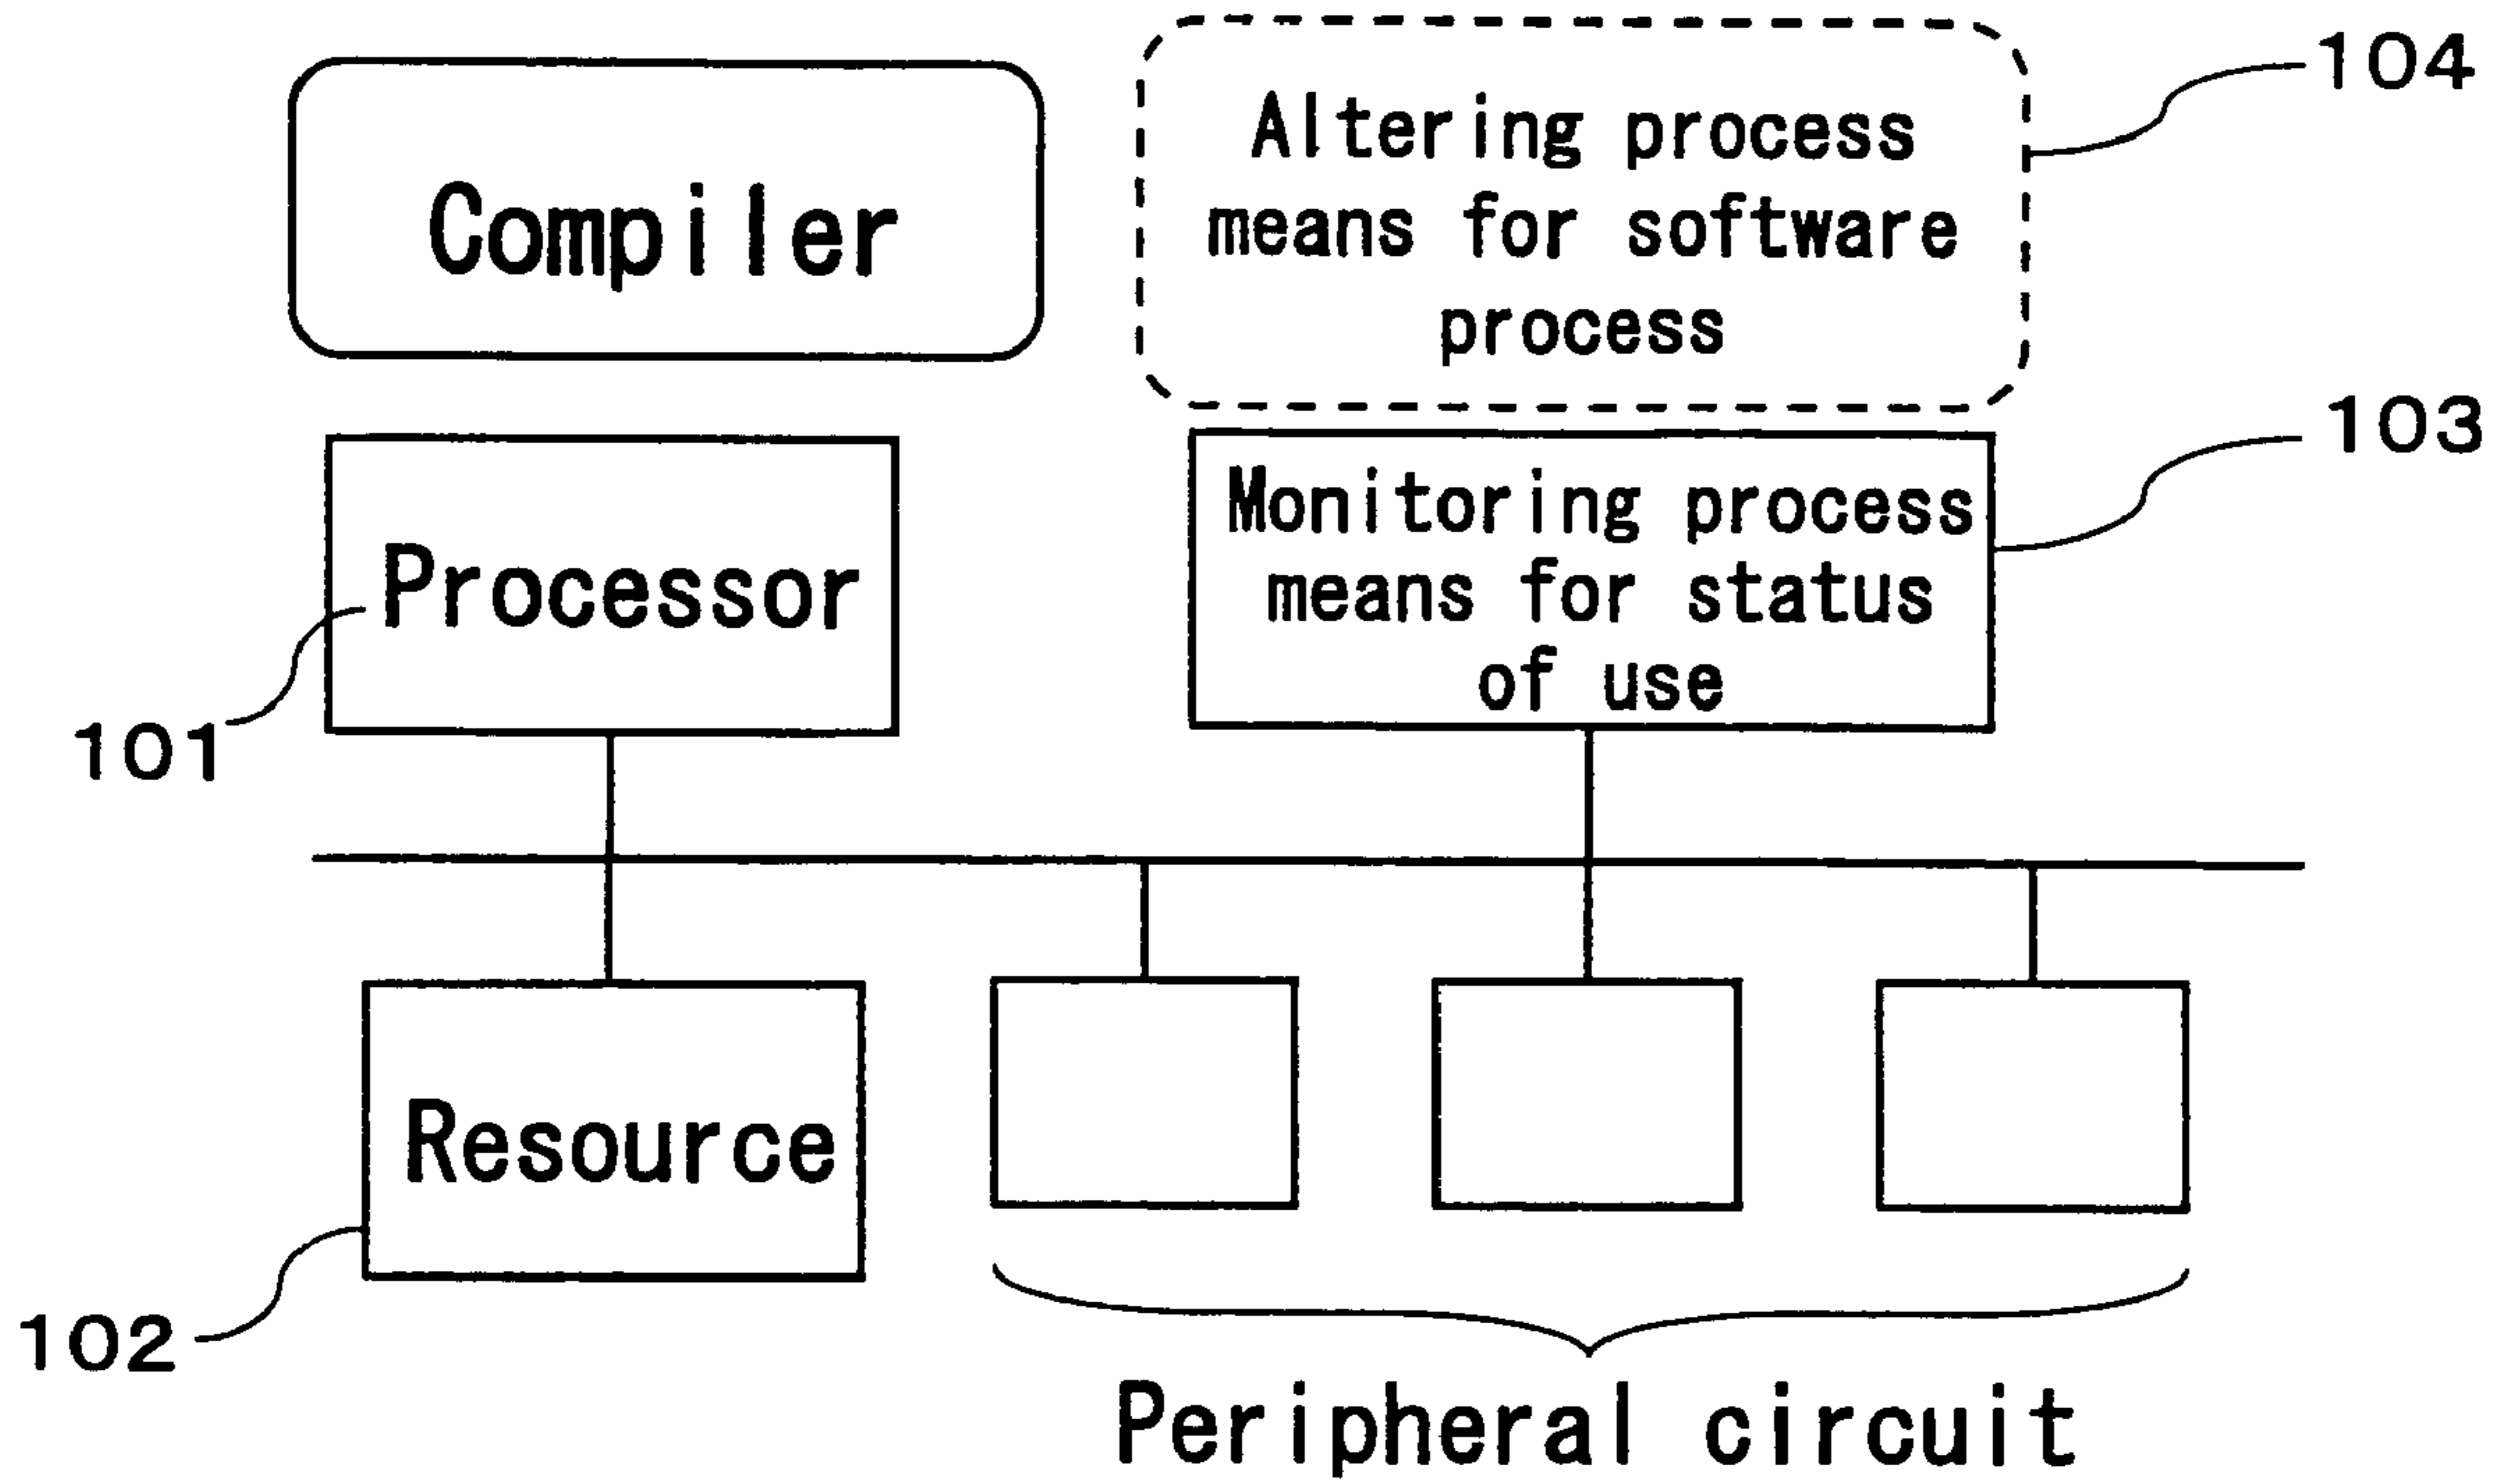 104
Compiler
Altering process
means for software
process
103
Processor
Monitoring process
means for status
of use
101
Resource
102
Peripheral circuit